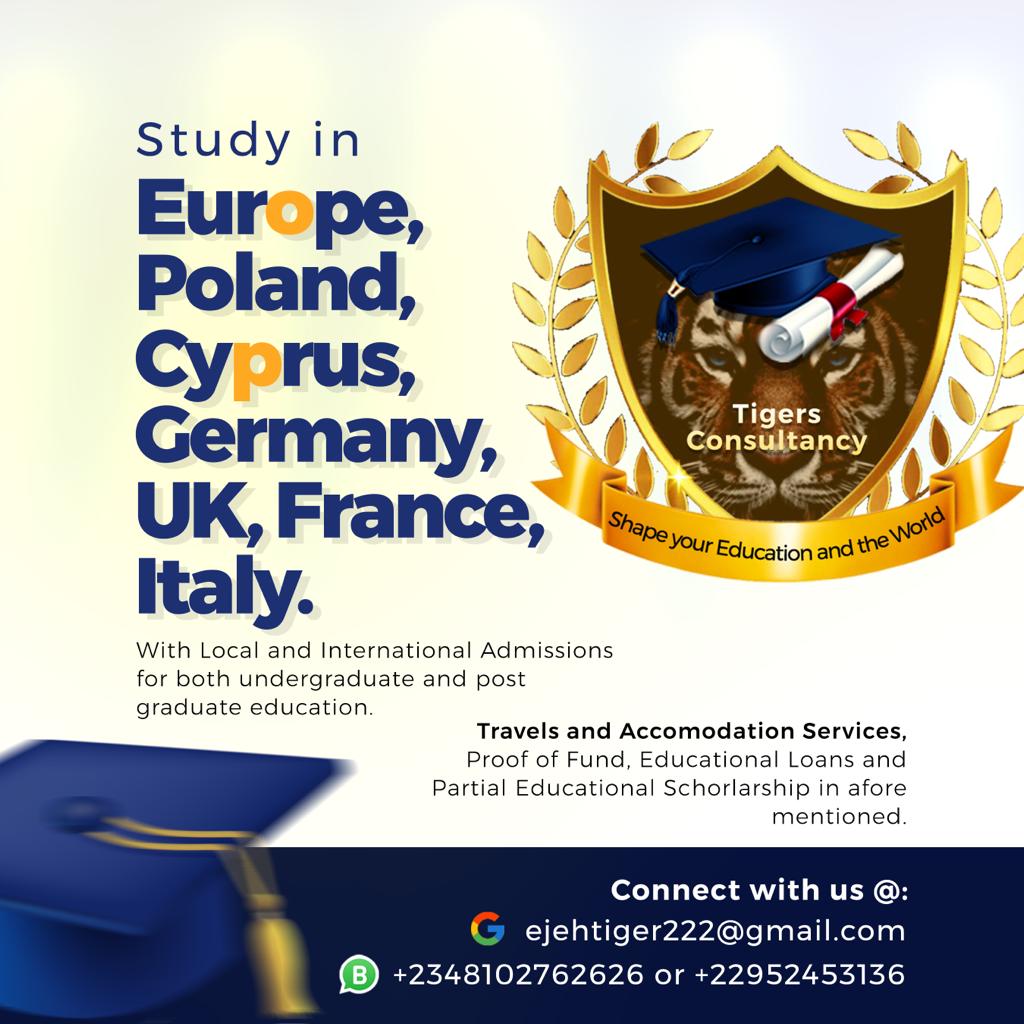 Study in
Europe,
Poland,
Cyprus,
Germany,
UK, France,
Italy.
Tigers
Consultancy
Shape your Education and the World
With Local and International Admissions
for both undergraduate and post
graduate education.
Travels and Accomodation Services,
Proof of Fund, Educational Loans and
Partial Educational Schorlarship in afore
mentioned.
Connect with us @:
G ejehtiger222@gmail.com
B +2348102762626 or +22952453136